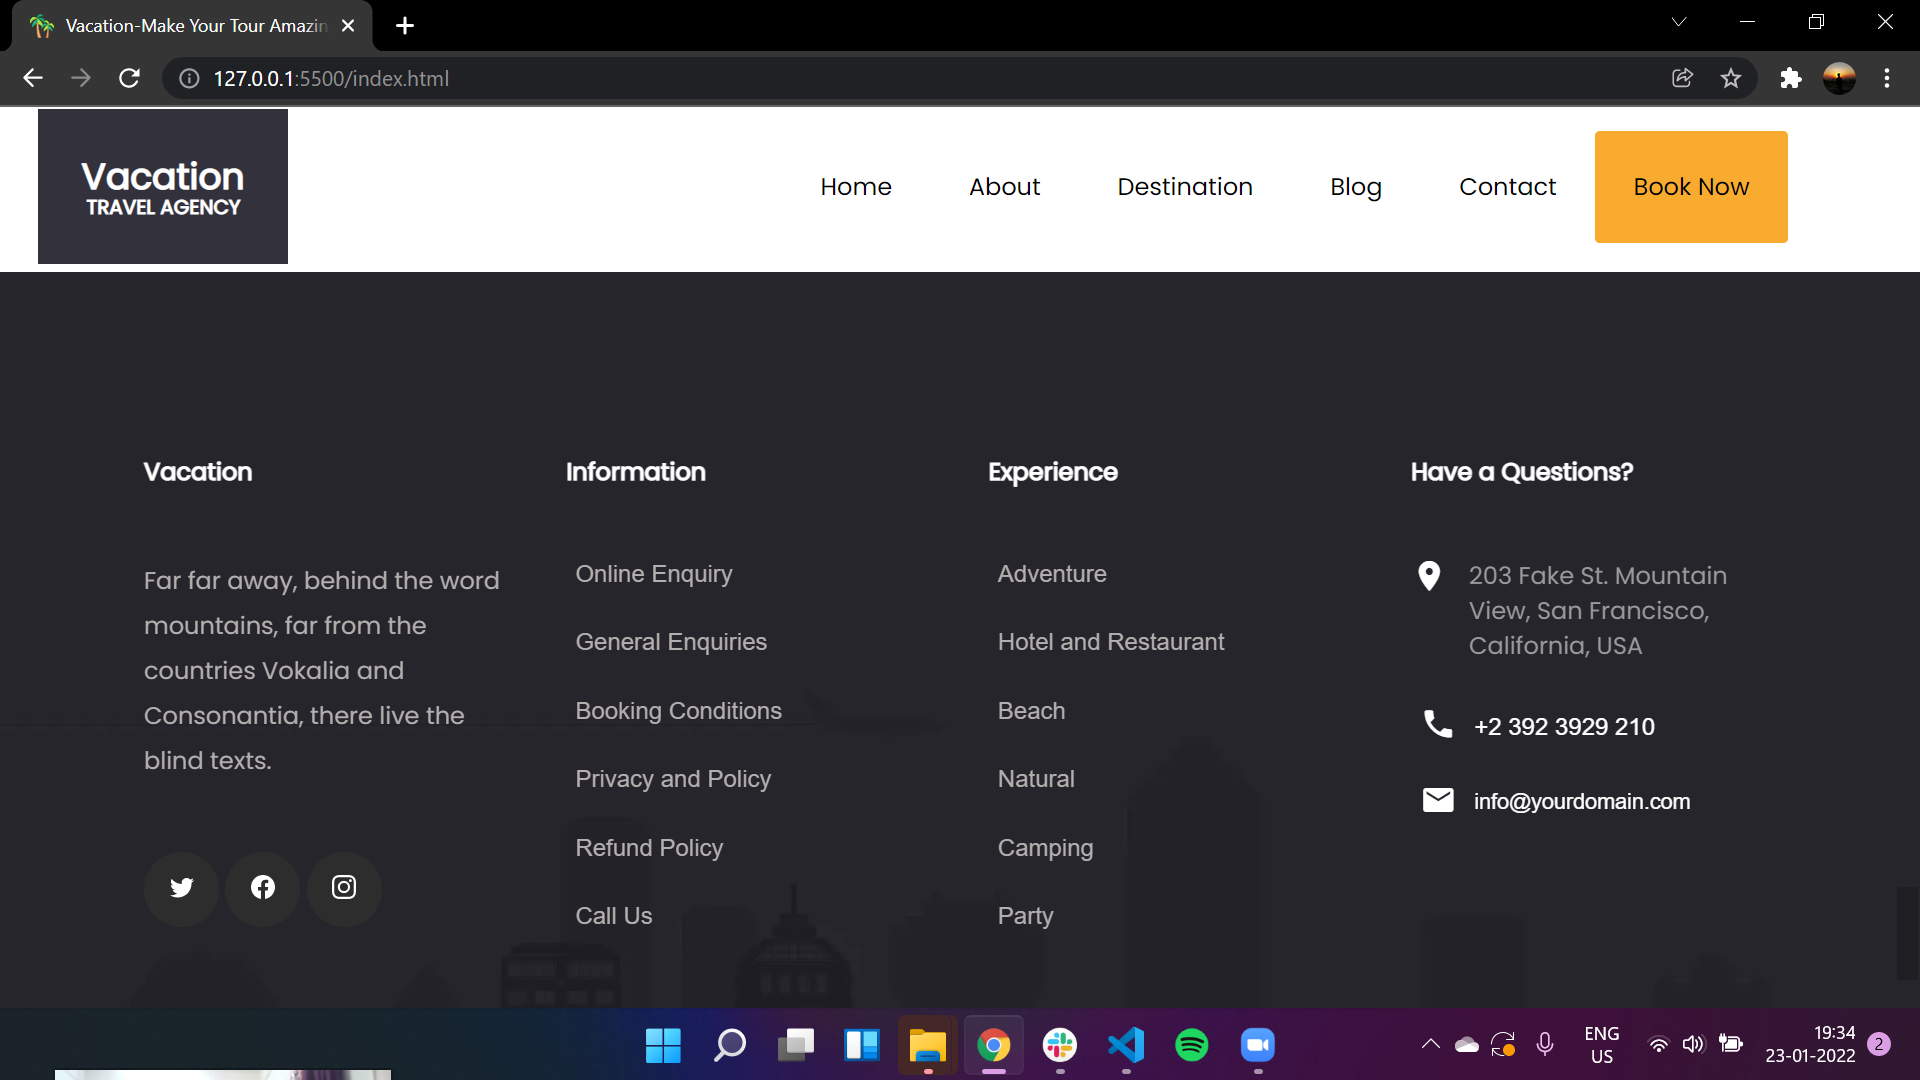 Vacation-Make Your Tour Amazin
127.0.0.1:5500/index.html
Vacation
TRAVEL AGENCY
Home
About
Destination
Blog
Contact
Book Now
Vacation
Far far away, behind the word
mountains, far from the
countries Vokalia and
Consonantia, there live the
blind texts.
Information
Online Enquiry
General Enquiries
Booking Conditions
Privacy and Policy
Refund Policy
Call Us
Experience
Adventure
Hotel and Restaurant
Beach
Natural
Camping
Party
Have a Questions?
203 Fake St. Mountain
View, San Francisco,
California, USA
+2 392 3929 210
info@yourdomain.com
ENG
US
19:34
23-01-2022
2